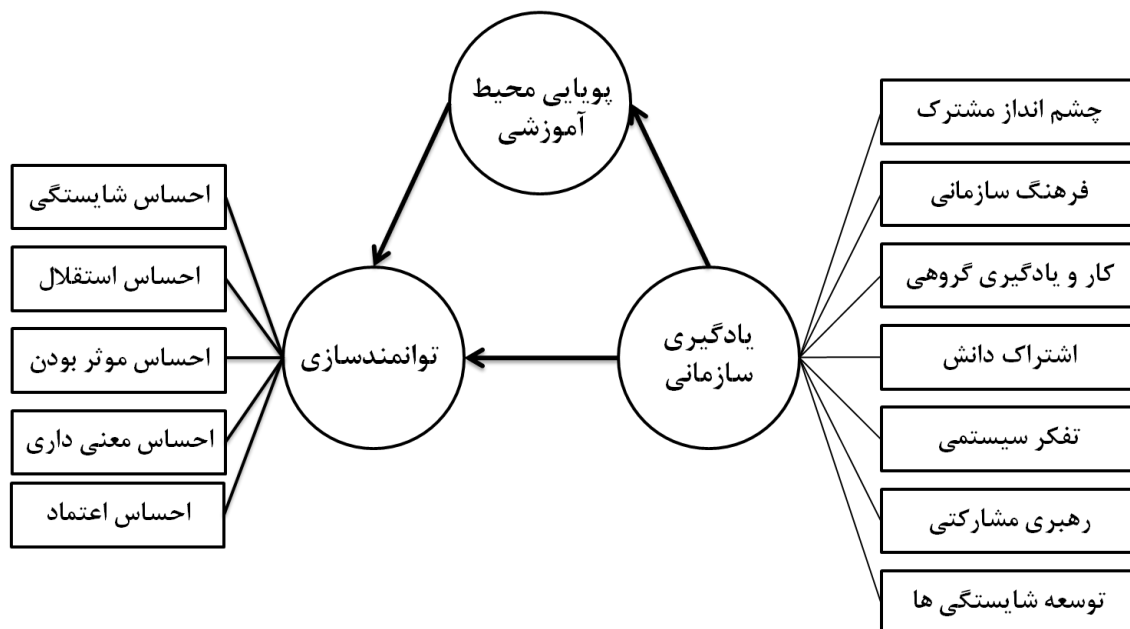 پویایی محیط
آموزشی
چشم انداز مشترک
فرهنگ سازمانی
کار و یادگیری گروهی
اشتراک دانش
تفکر سیستمی
رهبری مشارکتی
توسعه شایستگی ها
یادگیری
سازمانی
توانمندسازی
احساس شایستگی
احساس استقلال
احساس موثر بودن
احساس معنی داری
احساس اعتماد